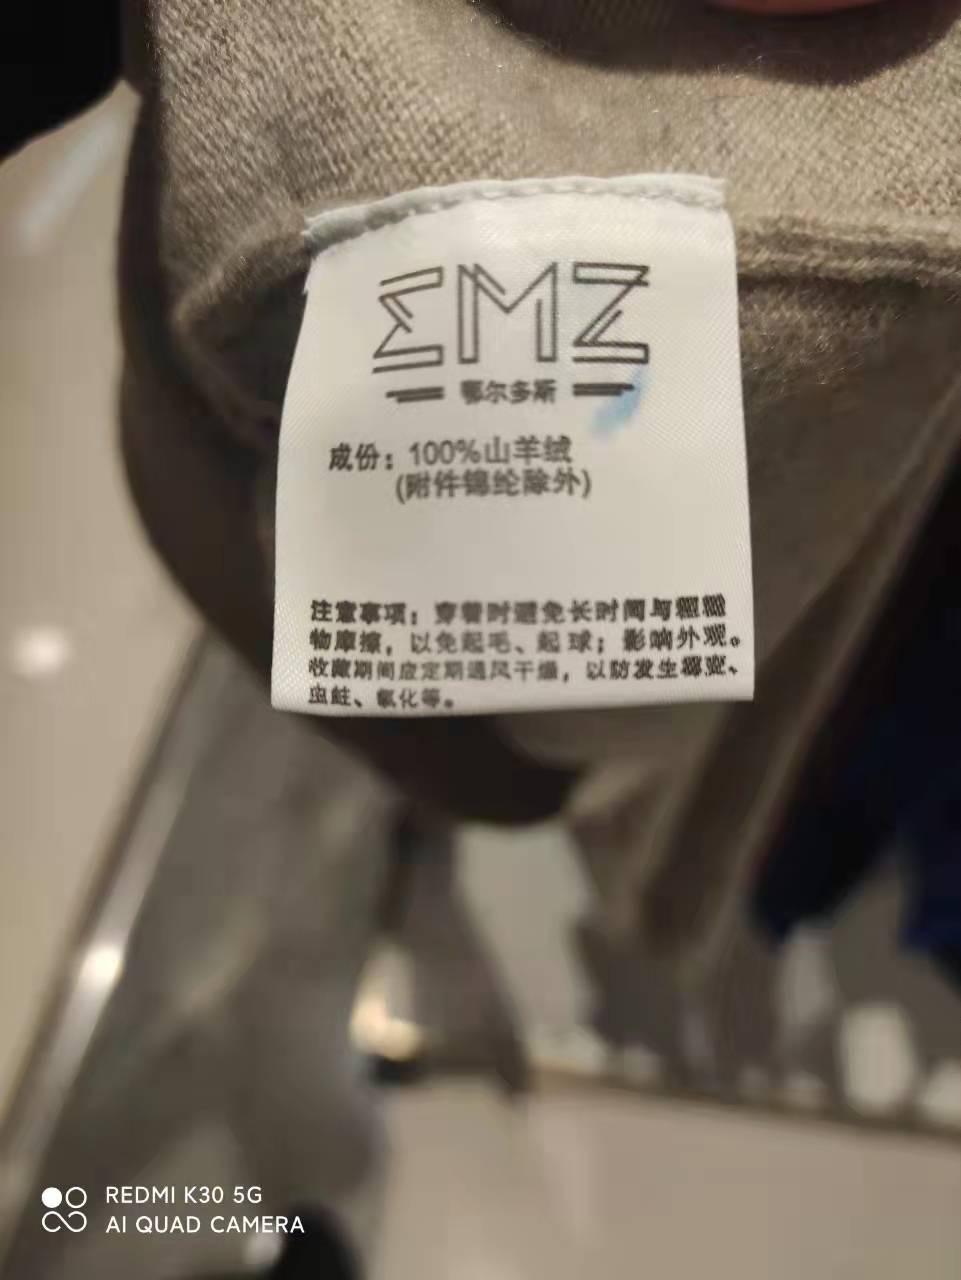 ΣMZ
鄂尔多斯
成份：100%山羊绒
(附件锦纶除外)
注意事项：穿着时避免长时间与粗糙
物摩擦，以免起毛、起球；影响外观。
收藏期间应定期通风干燥，以防发生霉变、
虫蛀、氧化等。
REDMI K30 5G
AI QUAD CAMERA